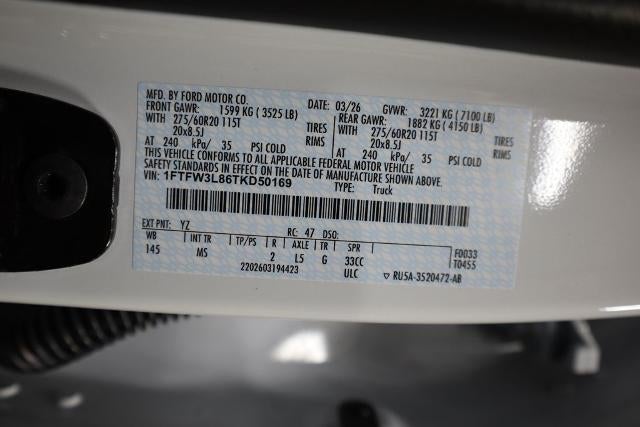 MFD. BY FORD MOTOR CO.
DATE: 03/26 GVWR: 3221 KG (7100 LB)
FRONT GAWR: 1599 KG (3525 LB) REAR GAWR: 1882 KG (4150 LB)
WITH 275/60R20 115T TIRES WITH 275/60R20 115T TIRES
20x8.5J RIMS 20x8.5J RIMS
AT 240 kPa/ 35 PSI COLD AT 240 kPa/ 35 PSI COLD
THIS VEHICLE CONFORMS TO ALL APPLICABLE FEDERAL MOTOR VEHICLE
SAFETY STANDARDS IN EFFECT ON THE DATE OF MANUFACTURE SHOWN ABOVE.
VIN: 1FTFW3L86TKD50169 TYPE: Truck
EXT PNT: YZ RC: 47 DSO:
WB INT TR TP/PS R AXLE TR SPR F0033
145 MS 2 L5 G 33CC T0455
2202603194423 ULC ▽ RU5A-3520472-AB